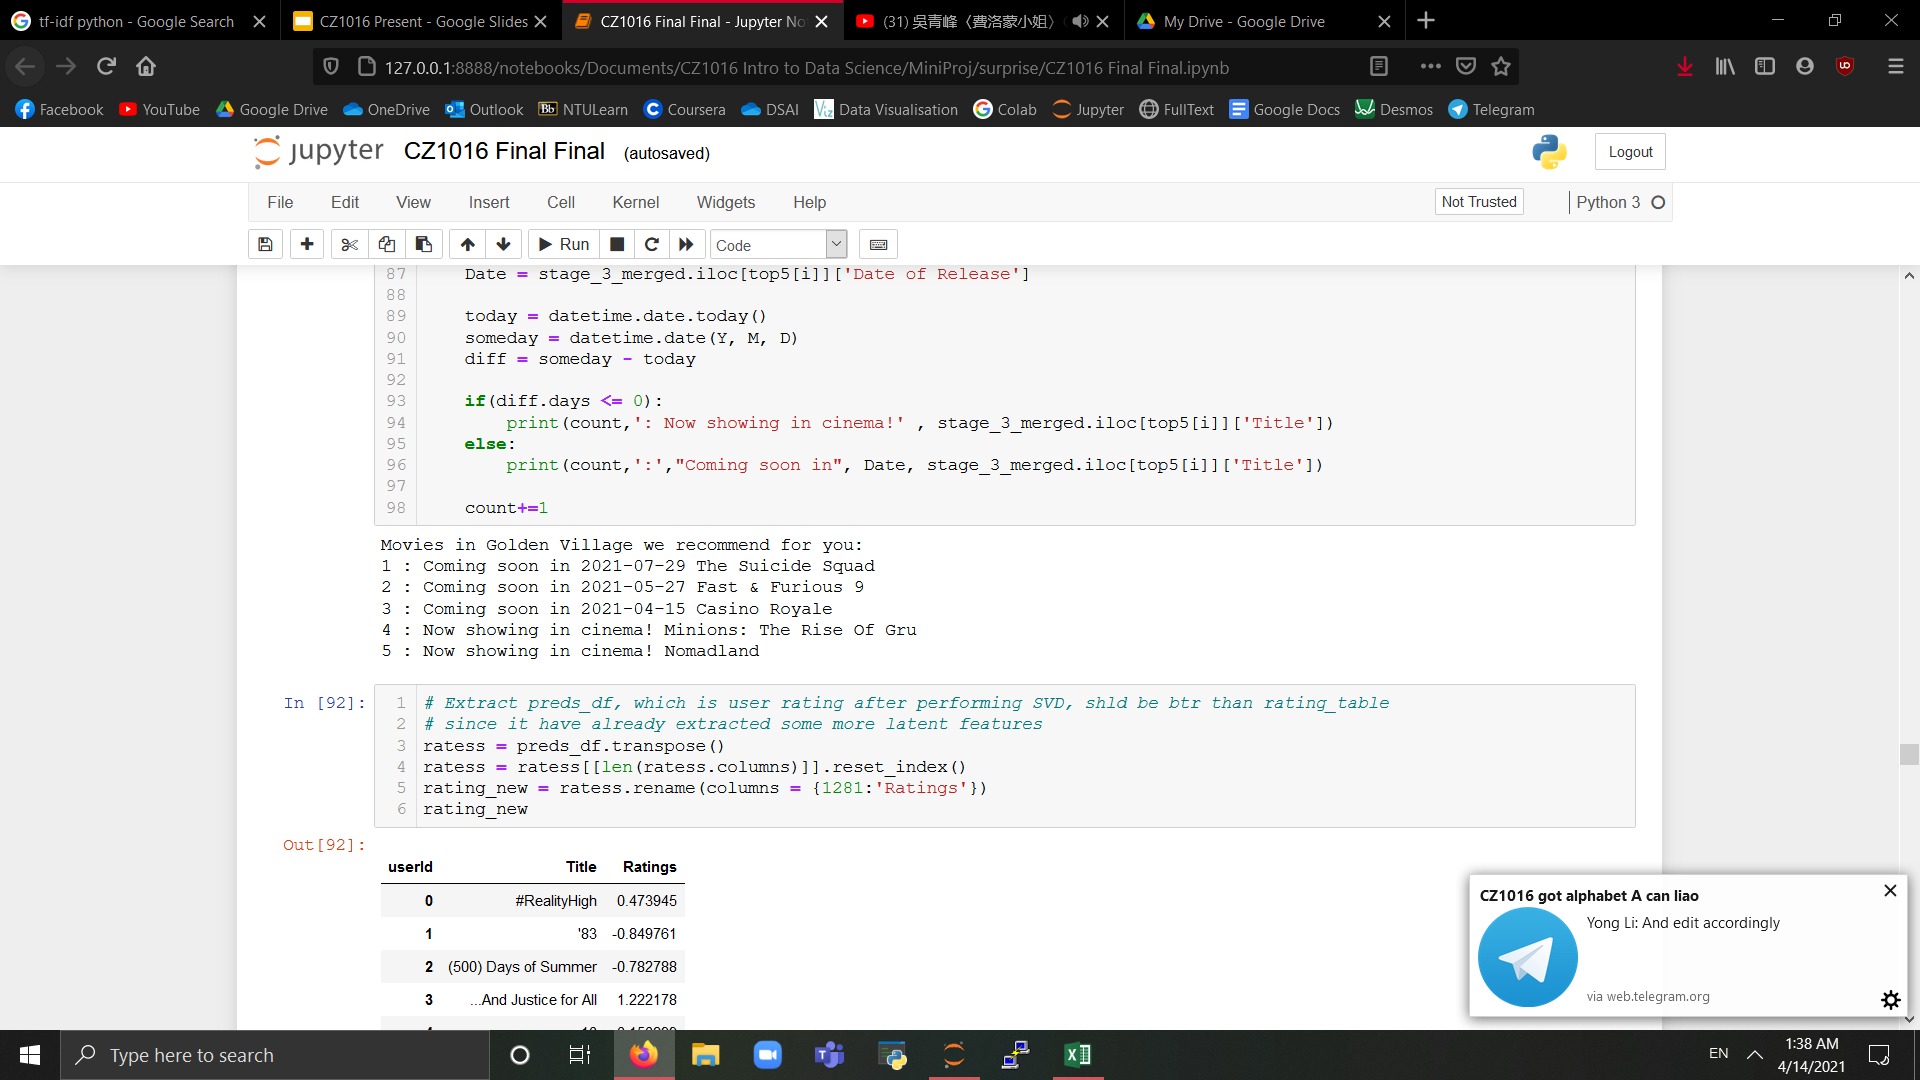 tf-idf python - Google Search
CZ1016 Present - Google Slides
CZ1016 Final Final - Jupyter No
(31) 吳青峰〈費洛蒙小姐〉
My Drive - Google Drive
127.0.0.1:8888/notebooks/Documents/CZ1016 Intro to Data Science/MiniProj/surprise/CZ1016 Final Final.ipynb
Facebook YouTube Google Drive OneDrive Outlook Bb NTULearn Coursera DSAI Data Visualisation Colab Jupyter FullText Google Docs Desmos Telegram
jupyter CZ1016 Final Final (autosaved)
Logout
File Edit View Insert Cell Kernel Widgets Help
Not Trusted
Python 3
Run
Code
87 Date = stage_3_merged.iloc[top5[i]]['Date of Release']
88
89 today = datetime.date.today()
90 someday = datetime.date(Y, M, D)
91 diff = someday - today
92
93 if(diff.days <= 0):
94 print(count,': Now showing in cinema!' , stage_3_merged.iloc[top5[i]]['Title'])
95 else:
96 print(count,':',"Coming soon in", Date, stage_3_merged.iloc[top5[i]]['Title'])
97
98 count+=1
Movies in Golden Village we recommend for you:
1 : Coming soon in 2021-07-29 The Suicide Squad
2 : Coming soon in 2021-05-27 Fast & Furious 9
3 : Coming soon in 2021-04-15 Casino Royale
4 : Now showing in cinema! Minions: The Rise Of Gru
5 : Now showing in cinema! Nomadland
In [92]:
1 # Extract preds_df, which is user rating after performing SVD, shld be btr than rating_table
2 # since it have already extracted some more latent features
3 ratess = preds_df.transpose()
4 ratess = ratess[[len(ratess.columns)]].reset_index()
5 rating_new = ratess.rename(columns = {1281:'Ratings'})
6 rating_new
Out[92]:
userId Title Ratings
0 #RealityHigh 0.473945
1 '83 -0.849761
2 (500) Days of Summer -0.782788
3 ...And Justice for All 1.222178
CZ1016 got alphabet A can liao
Yong Li: And edit accordingly
via web.telegram.org
Type here to search
EN
1:38 AM
4/14/2021